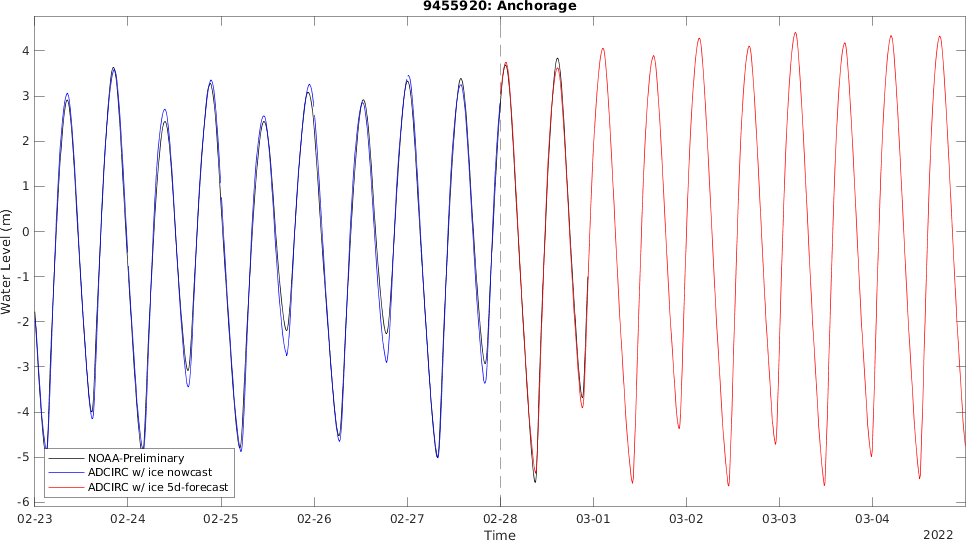 9455920: Anchorage
4
3
2
1
0
-1
-2
-3
-4
-5
-6
Water Level (m)
NOAA-Preliminary
ADCIRC w/ ice nowcast
ADCIRC w/ ice 5d-forecast
02-23 02-24 02-25 02-26 02-27 02-28 03-01 03-02 03-03 03-04
Time
2022